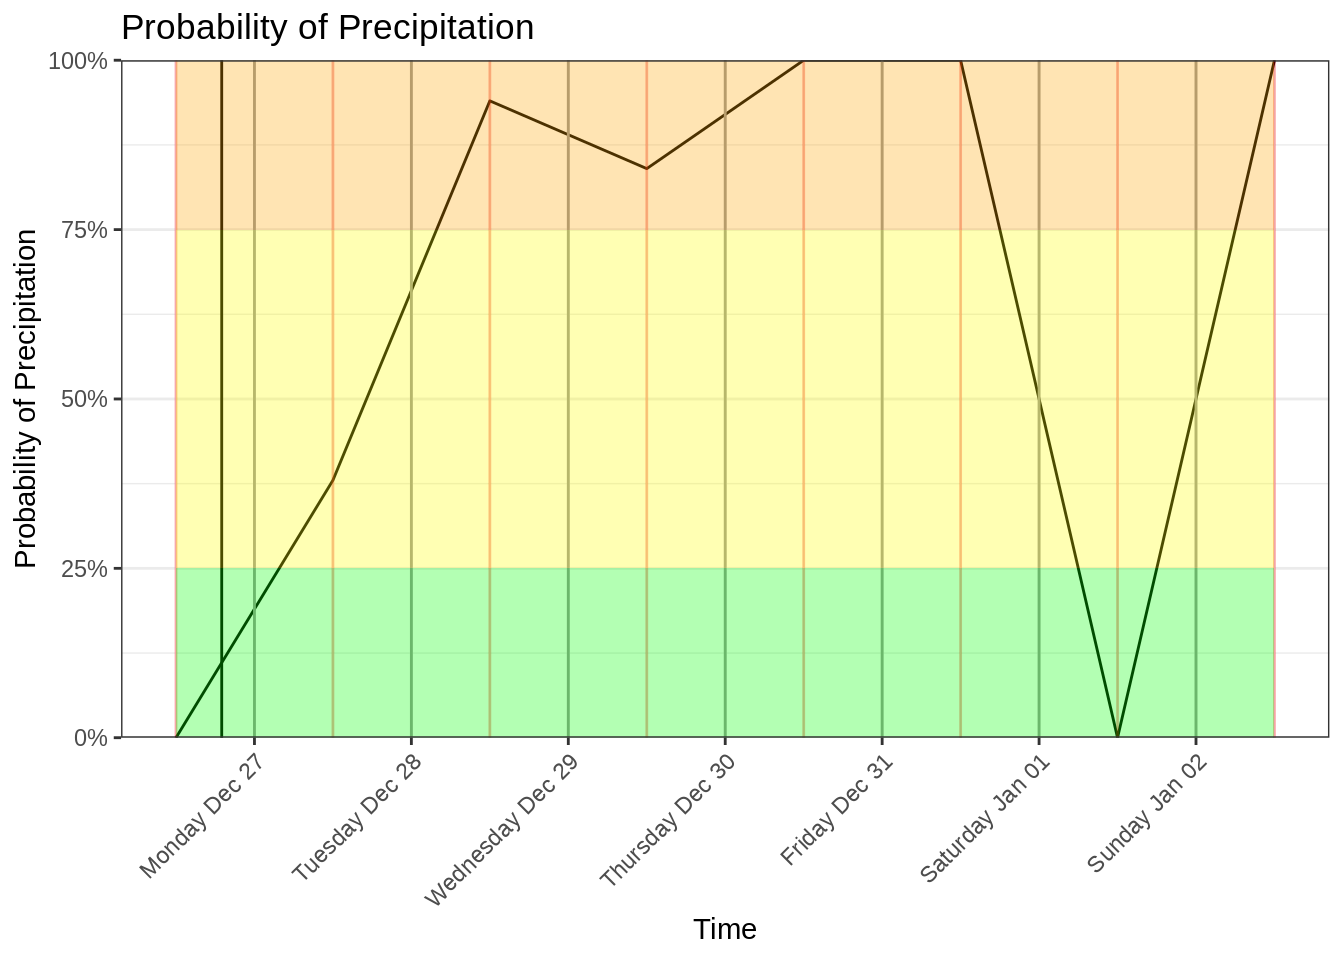 Probability of Precipitation
Probability of Precipitation
100%
75%
50%
25%
0%
Monday Dec 27
Tuesday Dec 28
Wednesday Dec 29
Thursday Dec 30
Friday Dec 31
Saturday Jan 01
Sunday Jan 02
Time